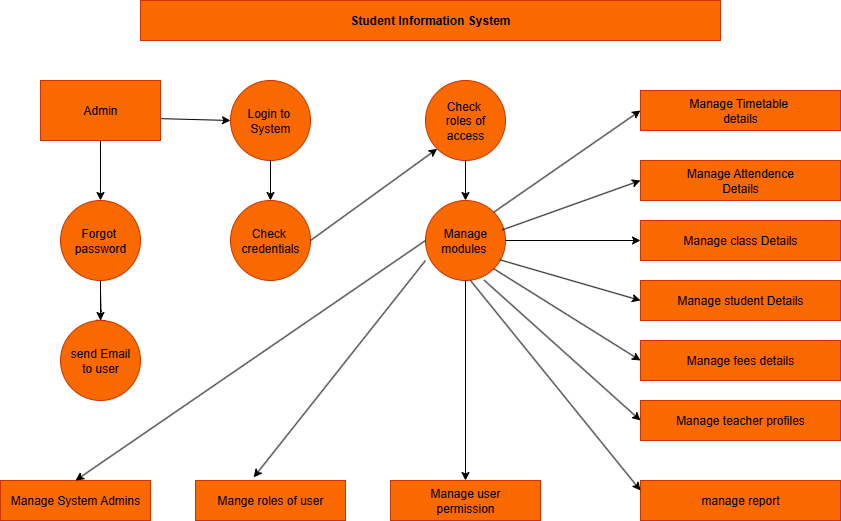 Student Information System
Admin
Login to
System
Check
roles of
access
Manage Timetable
details
Manage Attendence
Details
Forgot
password
Check
credentials
Manage
modules
Manage class Details
Manage student Details
send Email
to user
Manage fees details
Manage teacher profiles
Manage System Admins
Mange roles of user
Manage user
permission
manage report